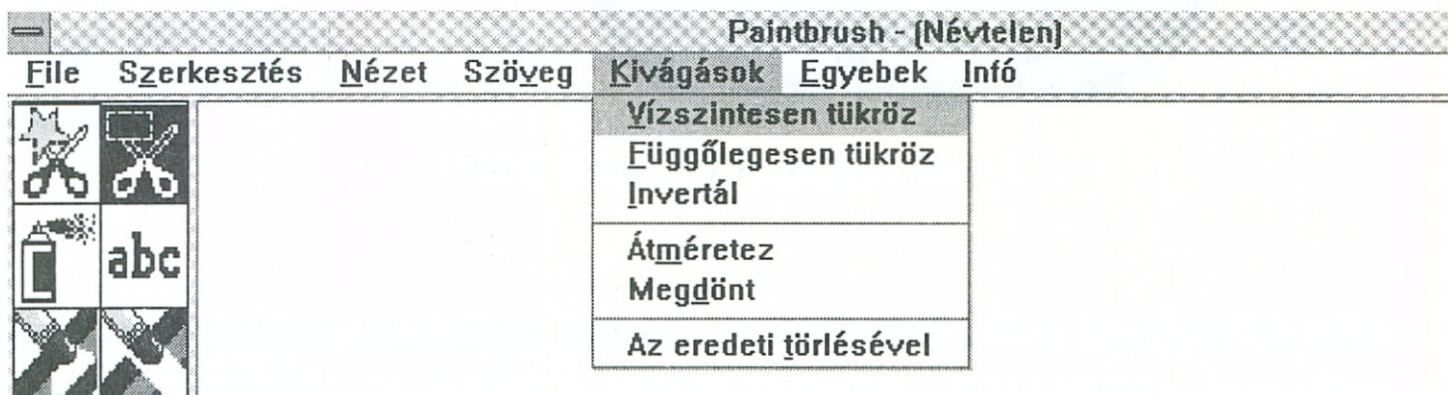 Paintbrush - (Névtelen)
File Szerkesztés Nézet Szöveg Kivágások Egyebek Infó
Vízszintesen tükröz
Függőlegesen tükröz
Invertál
Átméretez
Megdönt
Az eredeti törlésével
abc